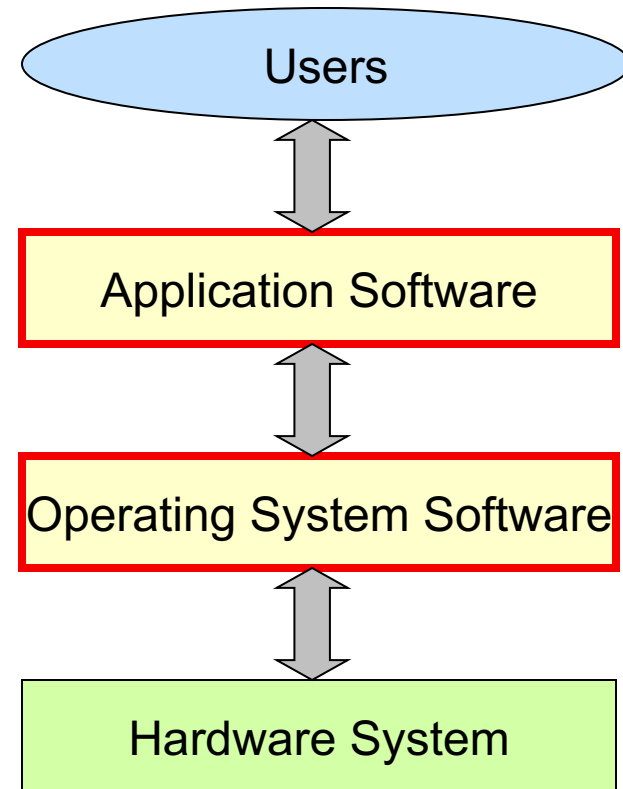 Users
Application Software
Operating System Software
Hardware System